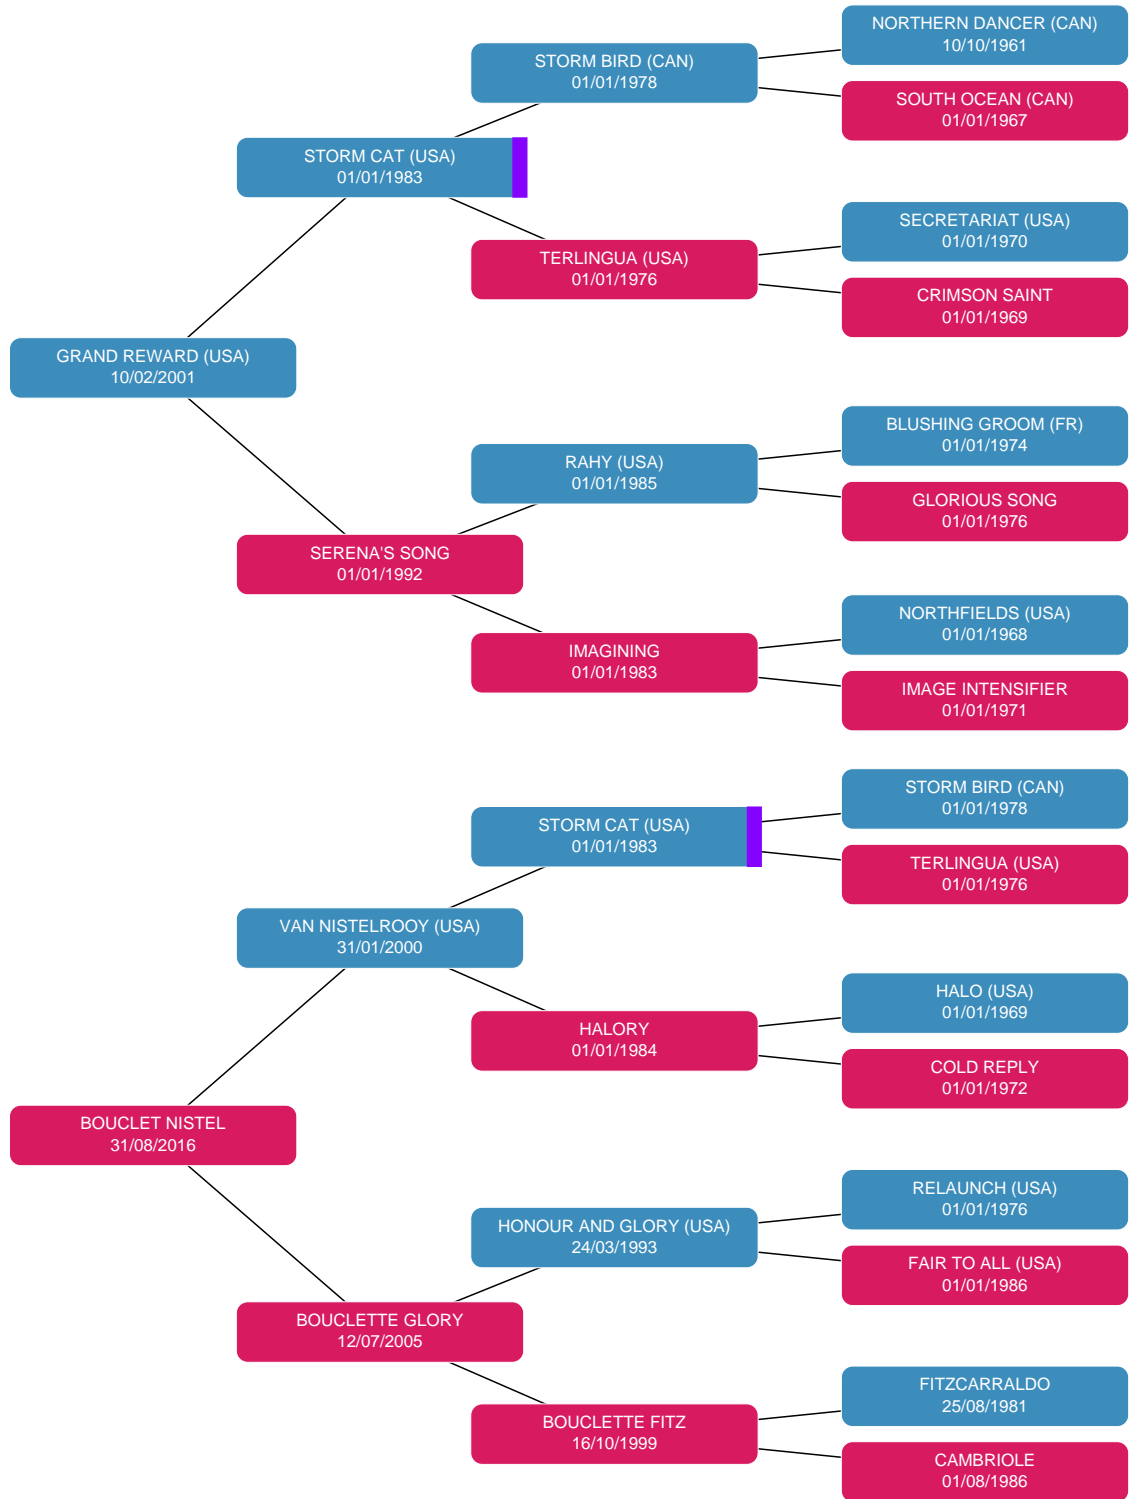 NORTHERN DANCER (CAN)
10/10/1961
STORM BIRD (CAN)
01/01/1978
SOUTH OCEAN (CAN)
01/01/1967
STORM CAT (USA)
01/01/1983
SECRETARIAT (USA)
01/01/1970
TERLINGUA (USA)
01/01/1976
CRIMSON SAINT
01/01/1969
GRAND REWARD (USA)
10/02/2001
BLUSHING GROOM (FR)
01/01/1974
RAHY (USA)
01/01/1985
GLORIOUS SONG
01/01/1976
SERENA'S SONG
01/01/1992
NORTHFIELDS (USA)
01/01/1968
IMAGINING
01/01/1983
IMAGE INTENSIFIER
01/01/1971
STORM BIRD (CAN)
01/01/1978
STORM CAT (USA)
01/01/1983
TERLINGUA (USA)
01/01/1976
VAN NISTELROOY (USA)
31/01/2000
HALO (USA)
01/01/1969
HALORY
01/01/1984
COLD REPLY
01/01/1972
BOUCLET NISTEL
31/08/2016
RELAUNCH (USA)
01/01/1976
HONOUR AND GLORY (USA)
24/03/1993
FAIR TO ALL (USA)
01/01/1986
BOUCLETTE GLORY
12/07/2005
FITZCARRALDO
25/08/1981
BOUCLETTE FITZ
16/10/1999
CAMBRIOLE
01/08/1986